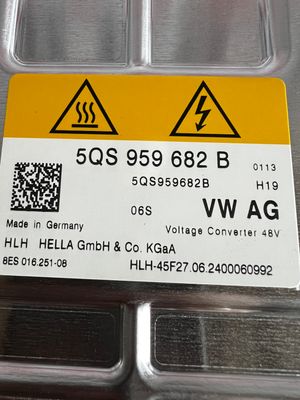 5QS 959 682 B 0113
5QS959682B H19
06S VW AG
Made in Germany Voltage Converter 48V
HLH HELLA GmbH & Co. KGaA
8ES 016.251-08 HLH-45F27.06.2400060992